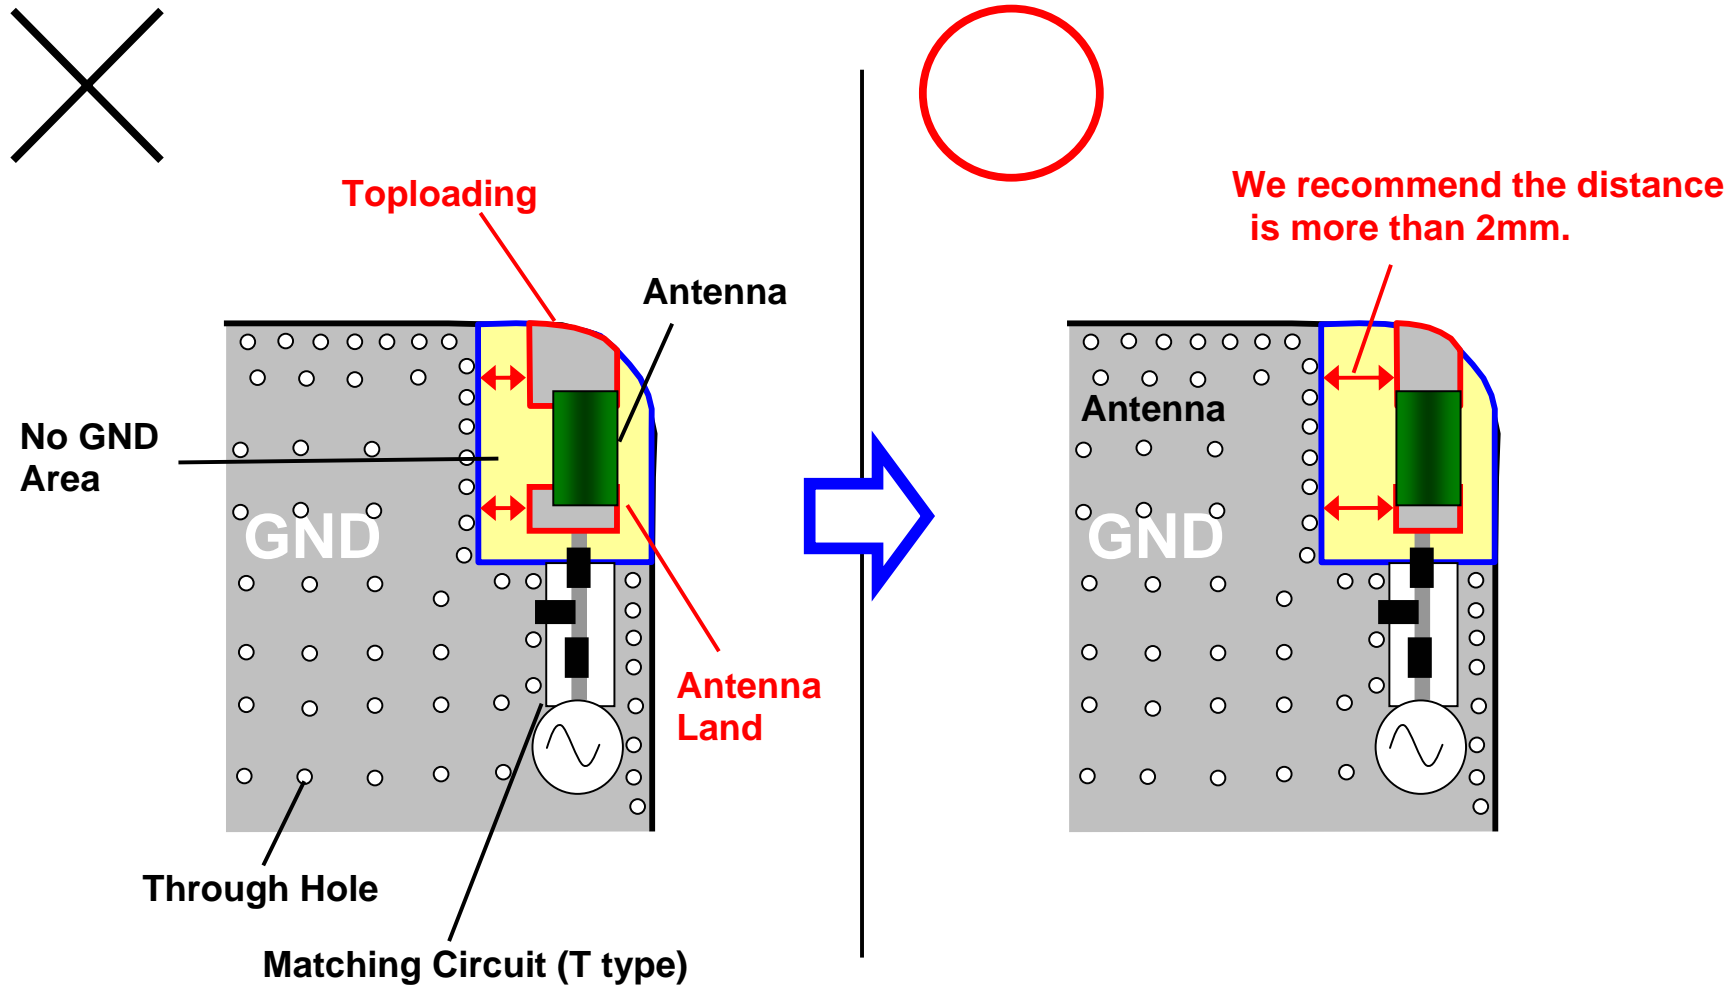 Toploading
Antenna
No GND
Area
GND
Antenna
Land
Through Hole
Matching Circuit (T type)
We recommend the distance
is more than 2mm.
Antenna
GND